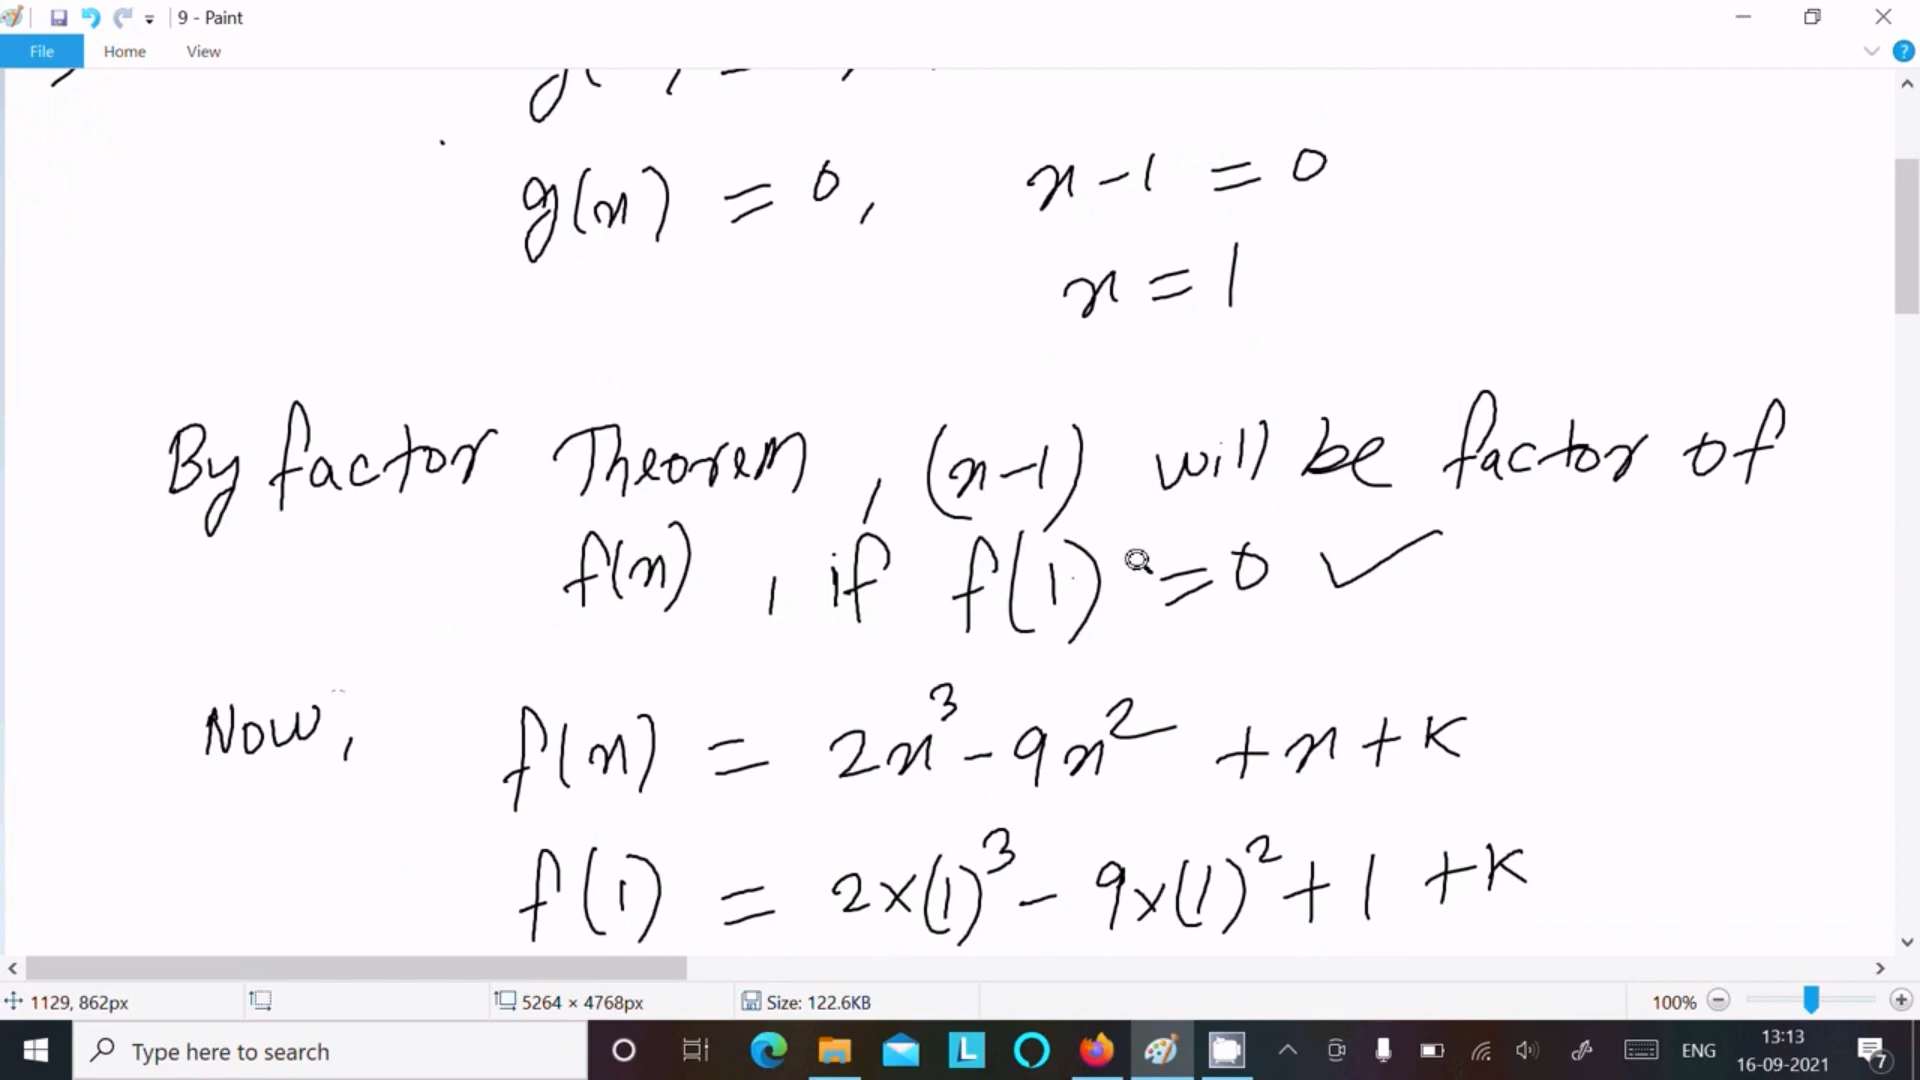 9 - Paint
File Home View
g(x) = 0, x-1 = 0
x = 1
By factor Theorem, (x-1) will be factor of
f(x), if f(1) = 0 ✓
Now, f(x) = 2x³ - 9x² + x + K
f(1) = 2×(1)³ - 9×(1)² + 1 + K
1129, 862px 5264 × 4768px Size: 122.6KB 100%
Type here to search
ENG
13:13
16-09-2021
7